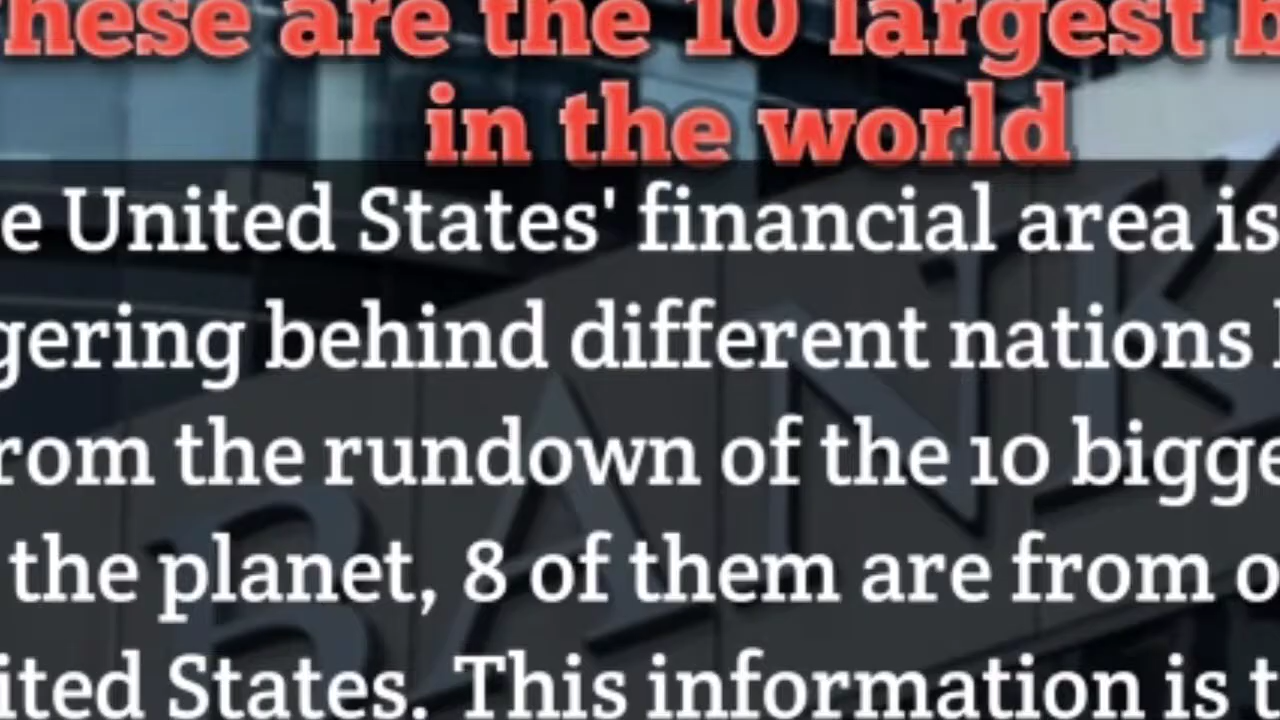 hese are the 10 largest b
in the world
e United States' financial area is
gering behind different nations
rom the rundown of the 10 bigge
the planet, 8 of them are from o
ited States. This information is t
BANK